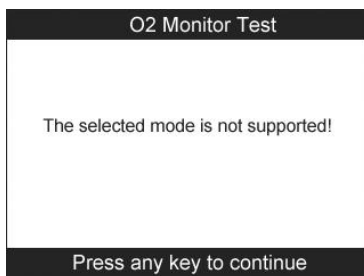 O2 Monitor Test
The selected mode is not supported!
Press any key to continue